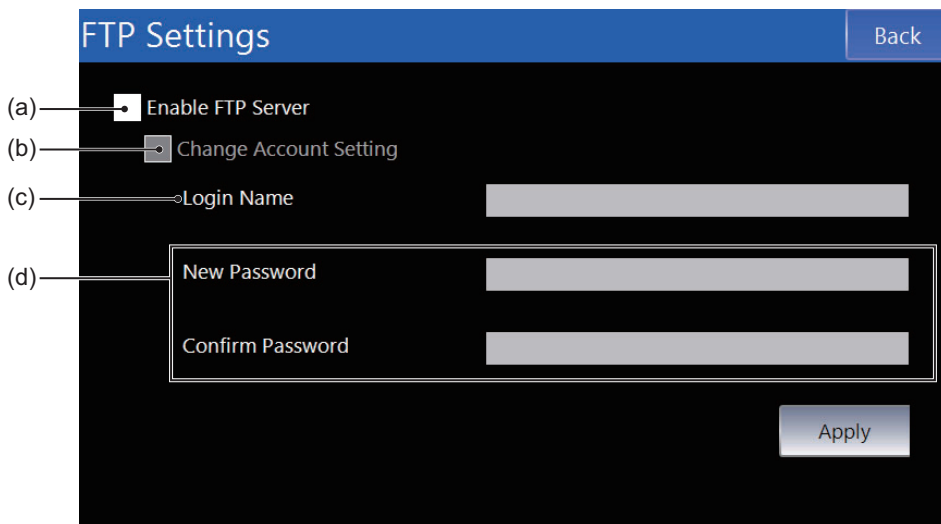 FTP Settings
Back
(a)
Enable FTP Server
(b)
Change Account Setting
(c)
Login Name
(d)
New Password
Confirm Password
Apply